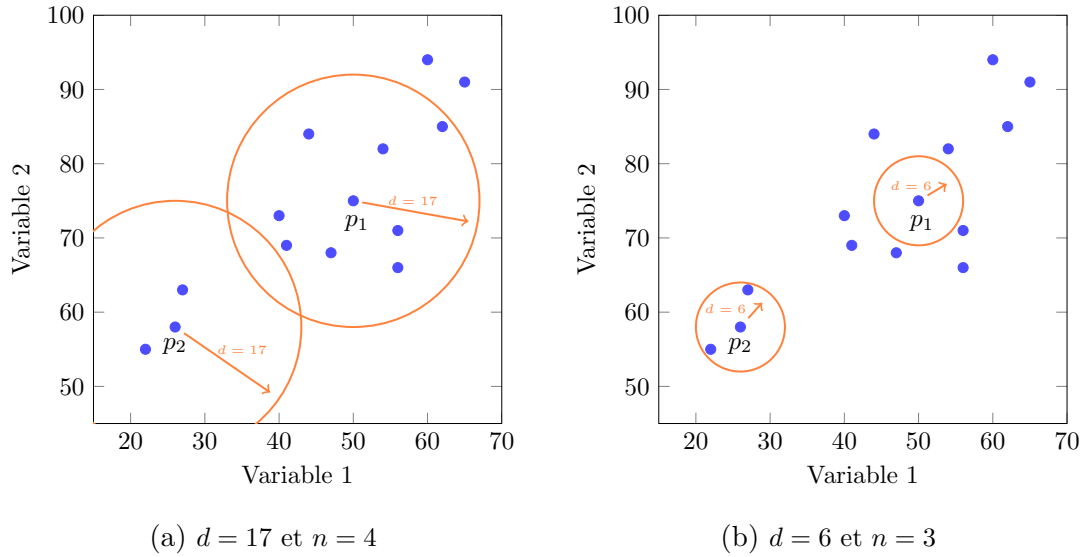 100
90
80
70
60
50
20
30
40
50
60
70
Variable 2
Variable 1
d = 17
p1
d = 17
p2
(a) d = 17 et n = 4
100
90
80
70
60
50
20
30
40
50
60
70
Variable 2
Variable 1
d = 6
p1
d = 6
p2
(b) d = 6 et n = 3